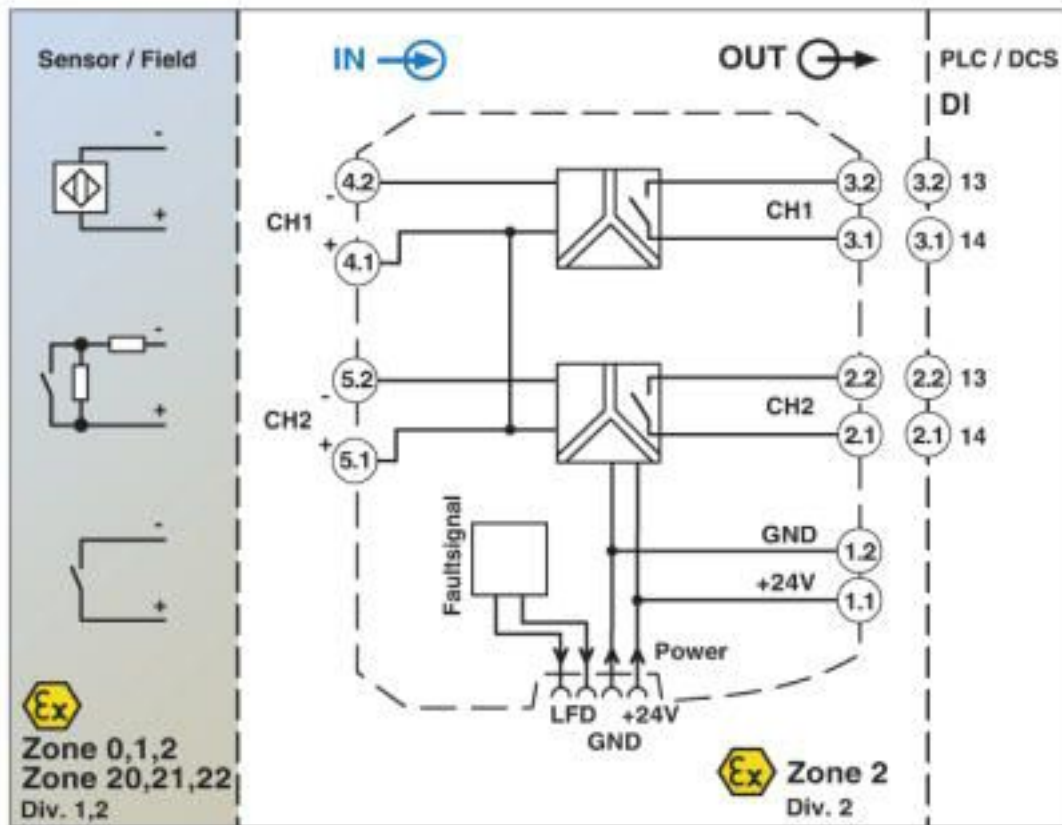 Sensor / Field
IN
OUT
PLC / DCS
DI
-
+
4.2
-
CH1
+
4.1
3.2
CH1
3.1
3.2 13
3.1 14
-
+
5.2
-
CH2
+
5.1
2.2
CH2
2.1
2.2 13
2.1 14
-
+
Faultsignal
GND
1.2
+24V
1.1
Power
LFD
+24V
GND
Ex
Zone 0,1,2
Zone 20,21,22
Div. 1,2
Ex
Zone 2
Div. 2